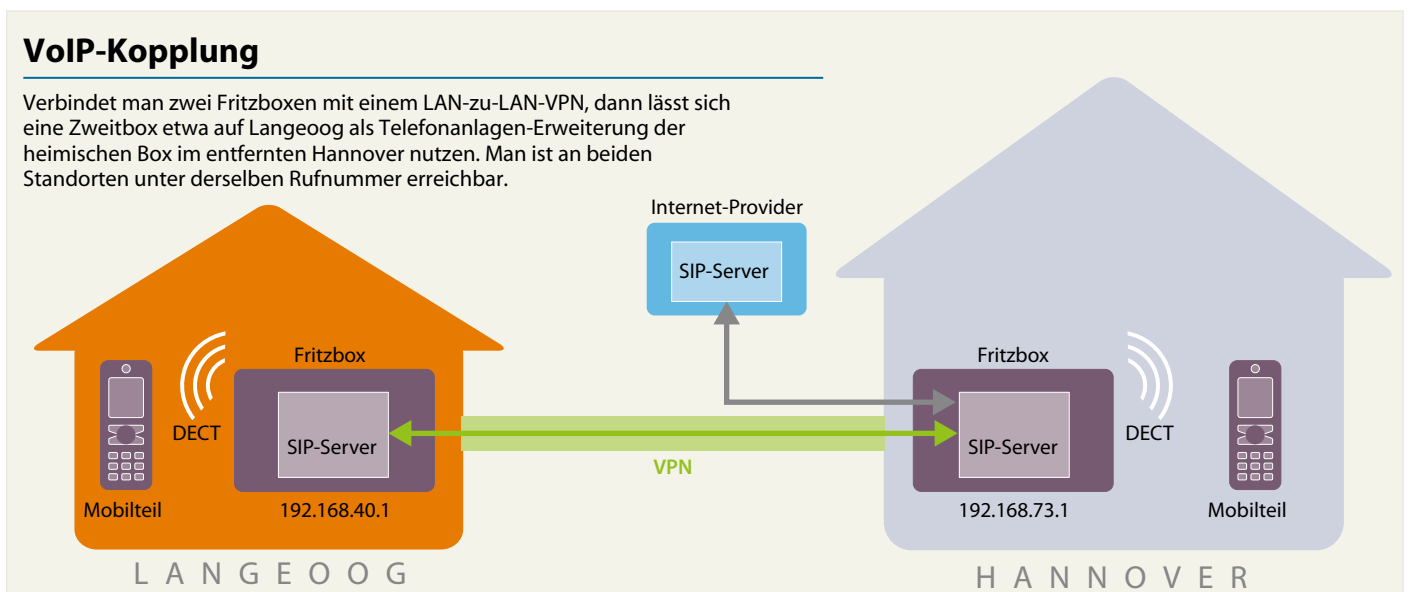 VoIP-Kopplung
Verbindet man zwei Fritzboxen mit einem LAN-zu-LAN-VPN, dann lässt sich
eine Zweitbox etwa auf Langeoog als Telefonanlagen-Erweiterung der
heimischen Box im entfernten Hannover nutzen. Man ist an beiden
Standorten unter derselben Rufnummer erreichbar.
Internet-Provider
SIP-Server
Fritzbox
DECT
SIP-Server
Mobilteil
192.168.40.1
VPN
Fritzbox
SIP-Server
DECT
192.168.73.1
Mobilteil
LANGEOOG
HANNOVER